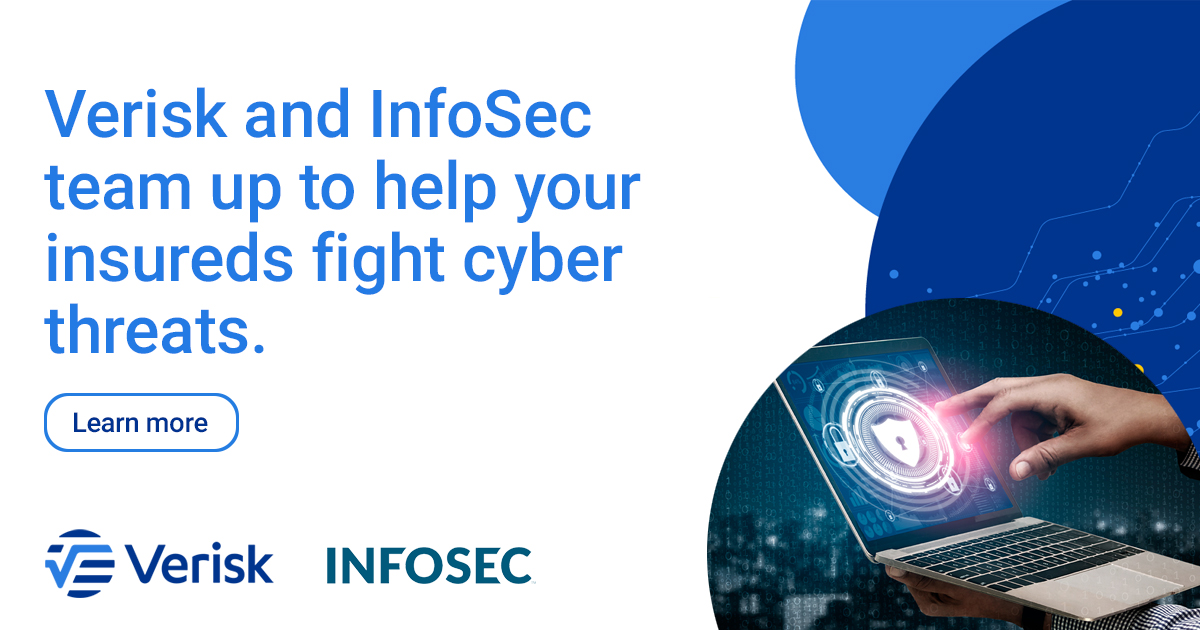 Verisk and InfoSec
team up to help your
insureds fight cyber
threats.
Learn more
Verisk
INFOSEC